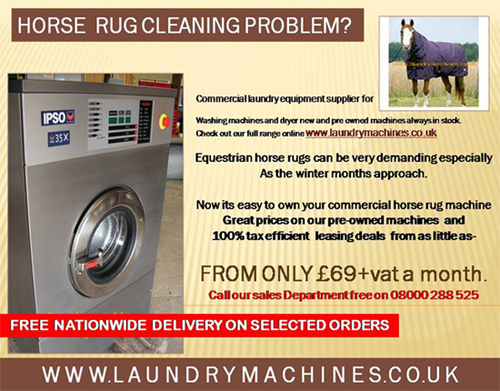 HORSE RUG CLEANING PROBLEM?
www.laundrymachines.co.uk
IPSO
35X
Commercial laundry equipment supplier for
Washing machines and dryer new and pre owned machines always in stock.
Check out our full range online www.laundrymachines.co.uk
Equestrian horse rugs can be very demanding especially
As the winter months approach.
Now its easy to own your commercial horse rug machine
Great prices on our pre-owned machines and
100% tax efficient leasing deals from as little as-
FROM ONLY £69+vat a month.
Call our sales Department free on 08000 288 525
FREE NATIONWIDE DELIVERY ON SELECTED ORDERS
WWW.LAUNDRYMACHINES.CO.UK